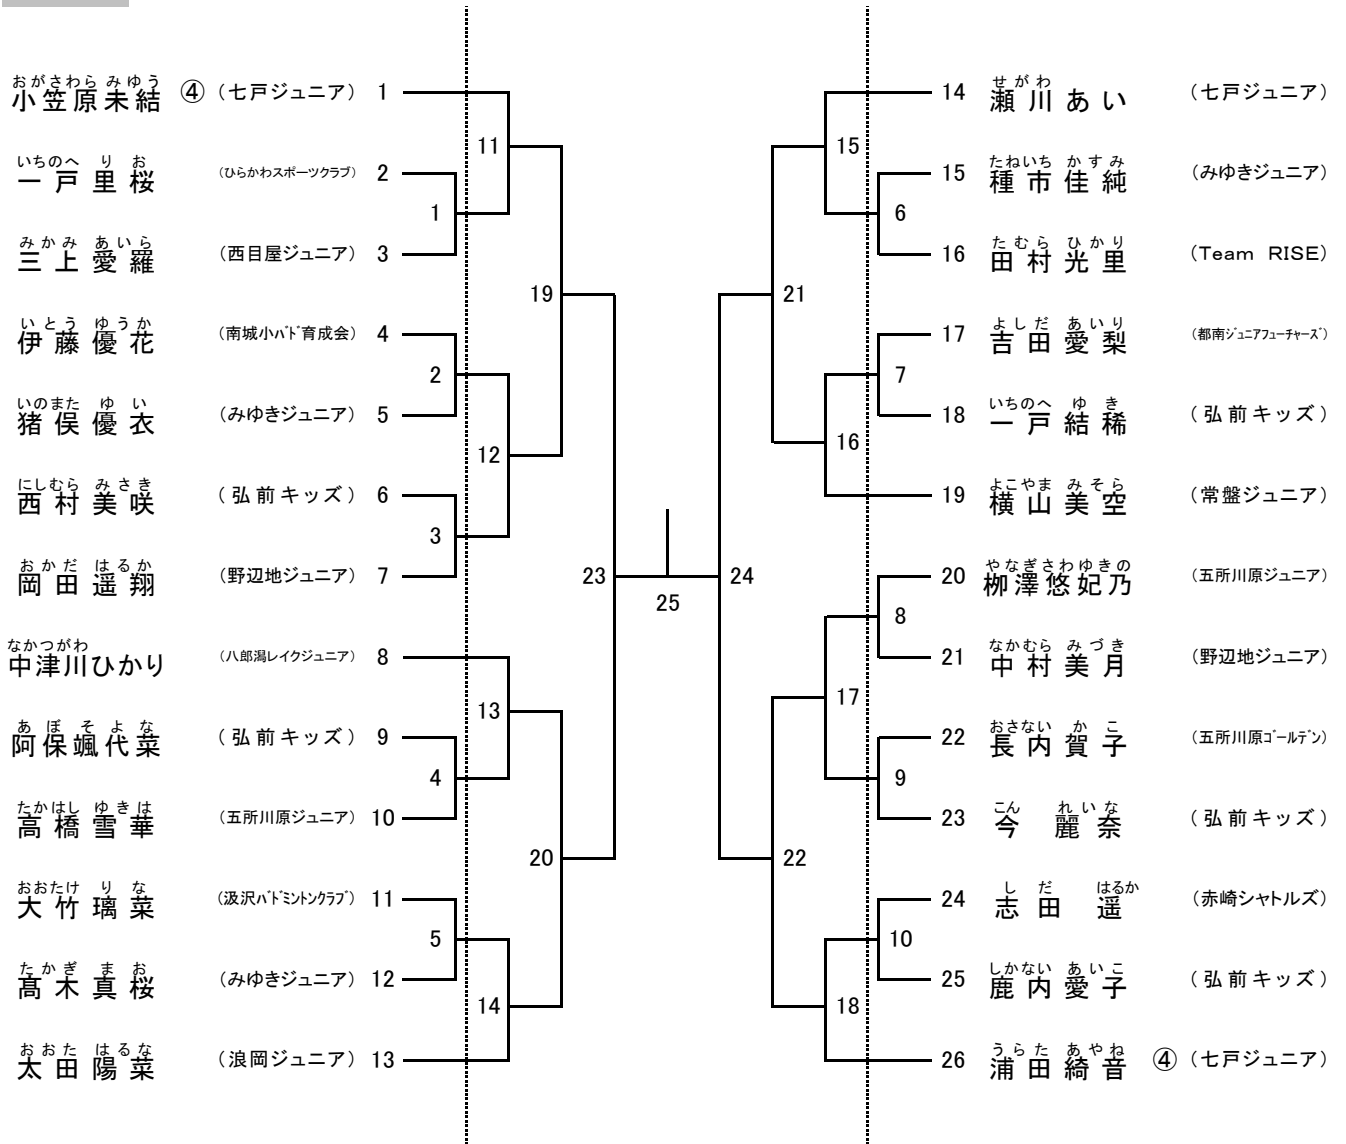 おがさわら みゆう
小笠原未結 ④ (七戸ジュニア) 1
いちのへ り お
一戸里桜 (ひらかわスポーツクラブ) 2
みかみ あいら
三上愛羅 (西目屋ジュニア) 3
いとう ゆうか
伊藤優花 (南城小バド育成会) 4
いのまた ゆ い
猪俣優衣 (みゆきジュニア) 5
にしむら みさき
西村美咲 (弘前キッズ) 6
おかだ はるか
岡田遥翔 (野辺地ジュニア) 7
なかつがわ
中津川ひかり (八郎潟レイクジュニア) 8
あ ぼ そ よ な
阿保颯代菜 (弘前キッズ) 9
たかはし ゆきは
高橋雪華 (五所川原ジュニア) 10
おおたけ り な
大竹璃菜 (汲沢バドミントンクラブ) 11
たかぎ ま お
髙木真桜 (みゆきジュニア) 12
おおた はるな
太田陽菜 (浪岡ジュニア) 13
11
1
19
2
12
3
23
13
4
20
5
14
25
24
15
6
21
7
16
8
17
9
22
10
18
せがわ
14 瀬川あい (七戸ジュニア)
たねいち かすみ
15 種市佳純 (みゆきジュニア)
たむら ひかり
16 田村光里 (Team RISE)
よしだ あいり
17 吉田愛梨 (都南ジュニアフューチャーズ)
いちのへ ゆ き
18 一戸結稀 (弘前キッズ)
よこやま みそら
19 横山美空 (常盤ジュニア)
やなぎさわゆきの
20 栁澤悠妃乃 (五所川原ジュニア)
なかむら みづき
21 中村美月 (野辺地ジュニア)
おさない か こ
22 長内賀子 (五所川原ゴールデン)
こん れいな
23 今 麗奈 (弘前キッズ)
し だ はるか
24 志田 遥 (赤崎シャトルズ)
しかない あいこ
25 鹿内愛子 (弘前キッズ)
うらた あやね
26 浦田綺音 ④ (七戸ジュニア)